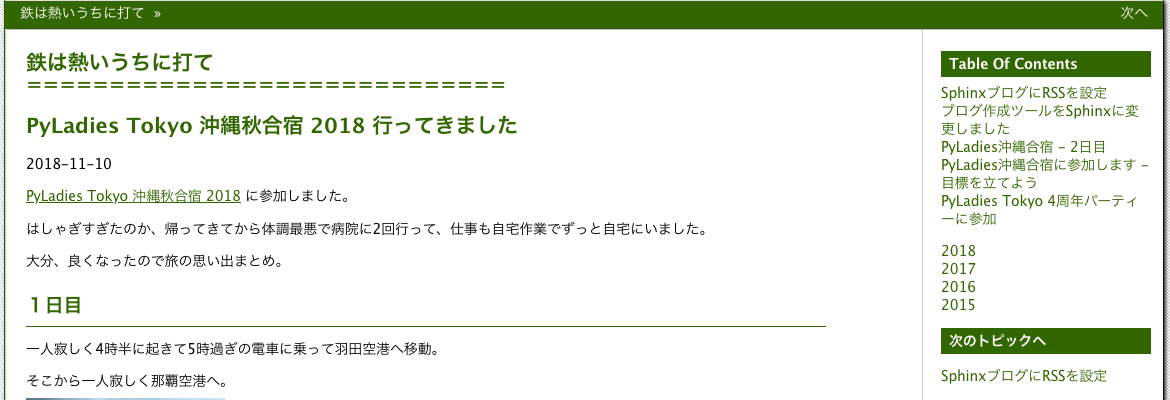 鉄は熱いうちに打て »
次へ
鉄は熱いうちに打て
=============================
PyLadies Tokyo 沖縄秋合宿 2018 行ってきました
2018-11-10
PyLadies Tokyo 沖縄秋合宿 2018 に参加しました。
はしゃぎすぎたのか、帰ってきてから体調最悪で病院に2回行って、仕事も自宅作業でずっと自宅にいました。
大分、良くなったので旅の思い出まとめ。
１日目
一人寂しく4時半に起きて5時過ぎの電車に乗って羽田空港へ移動。
そこから一人寂しく那覇空港へ。
Table Of Contents
SphinxブログにRSSを設定
ブログ作成ツールをSphinxに変
更しました
PyLadies沖縄合宿 – 2日目
PyLadies沖縄合宿に参加します –
目標を立てよう
PyLadies Tokyo 4周年パーティ
ーに参加
2018
2017
2016
2015
次のトピックへ
SphinxブログにRSSを設定